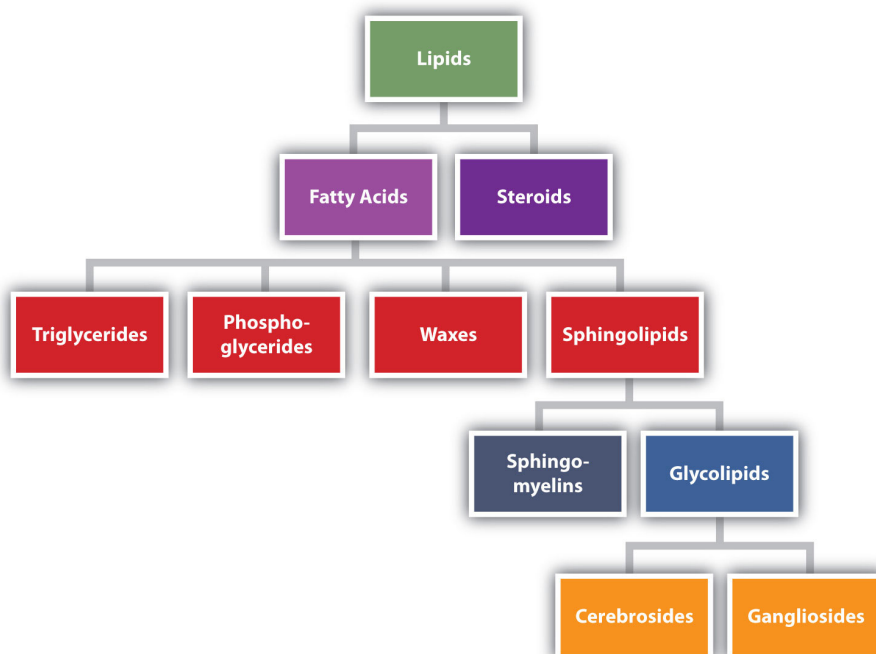 Lipids
Fatty Acids
Steroids
Triglycerides
Phospho-
glycerides
Waxes
Sphingolipids
Sphingo-
myelins
Glycolipids
Cerebrosides
Gangliosides